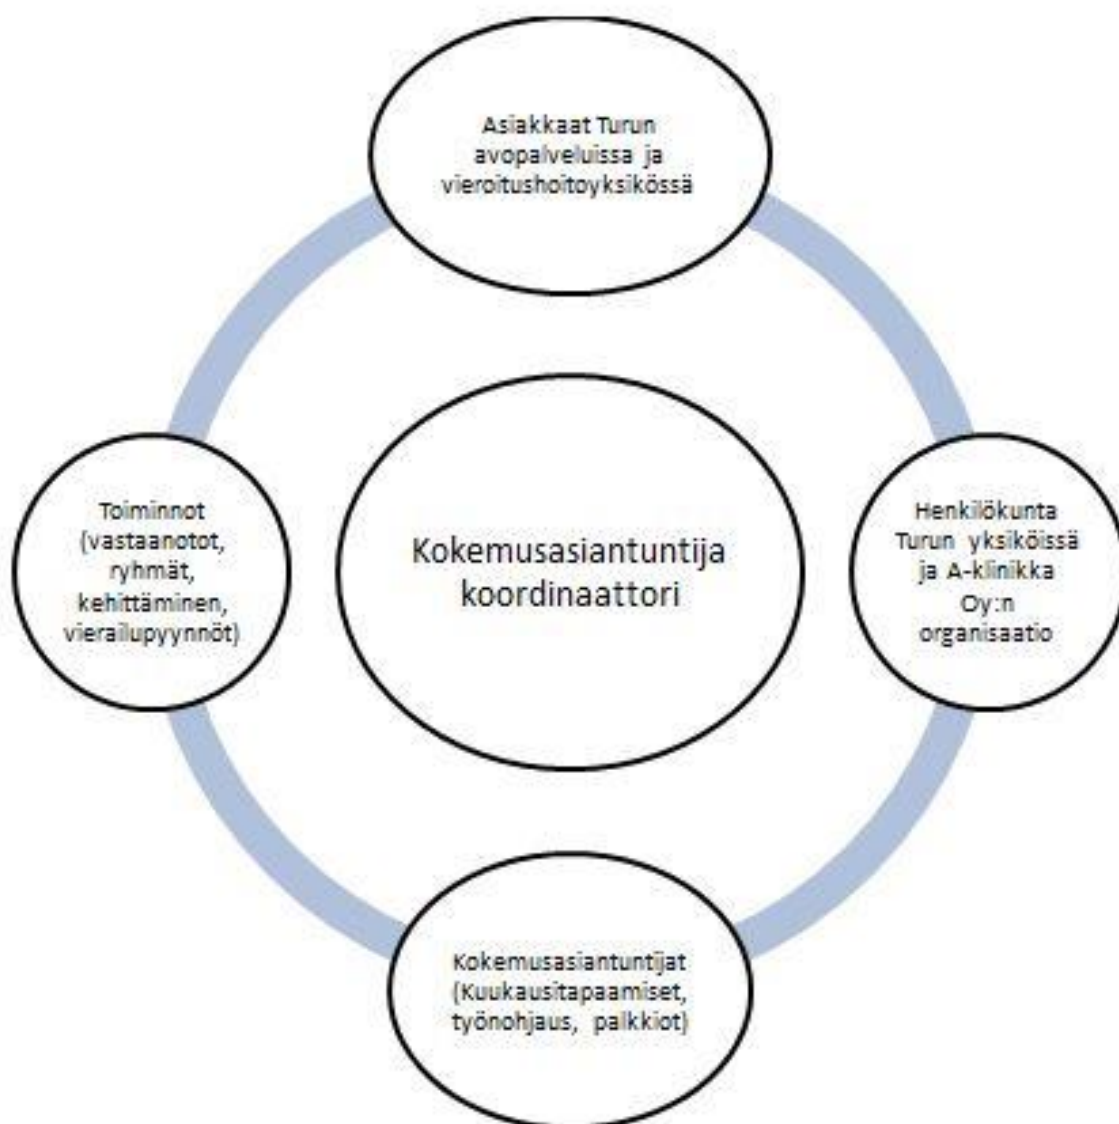 Asiakkaat Turun
avopalveluissa ja
vieroitushoitoyksikössä
Toiminnot
(vastaanotot,
ryhmät,
kehittäminen,
vierailupyynnöt)
Kokemusasiantuntija
koordinaattori
Henkilökunta
Turun yksiköissä
ja A-klinikka
Oy:n
organisaatio
Kokemusasiantuntijat
(Kuukausitapaamiset,
työnohjaus, palkkiot)